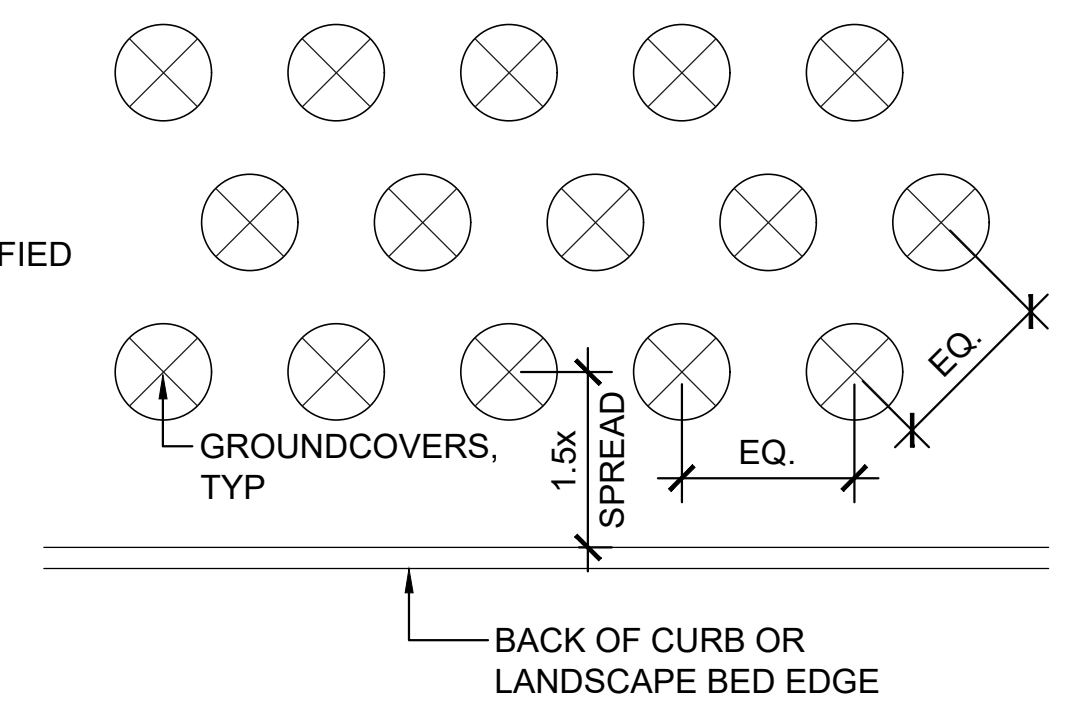 FIED
GROUNDCOVERS,
TYP
1.5x
SPREAD
EQ.
EQ.
BACK OF CURB OR
LANDSCAPE BED EDGE